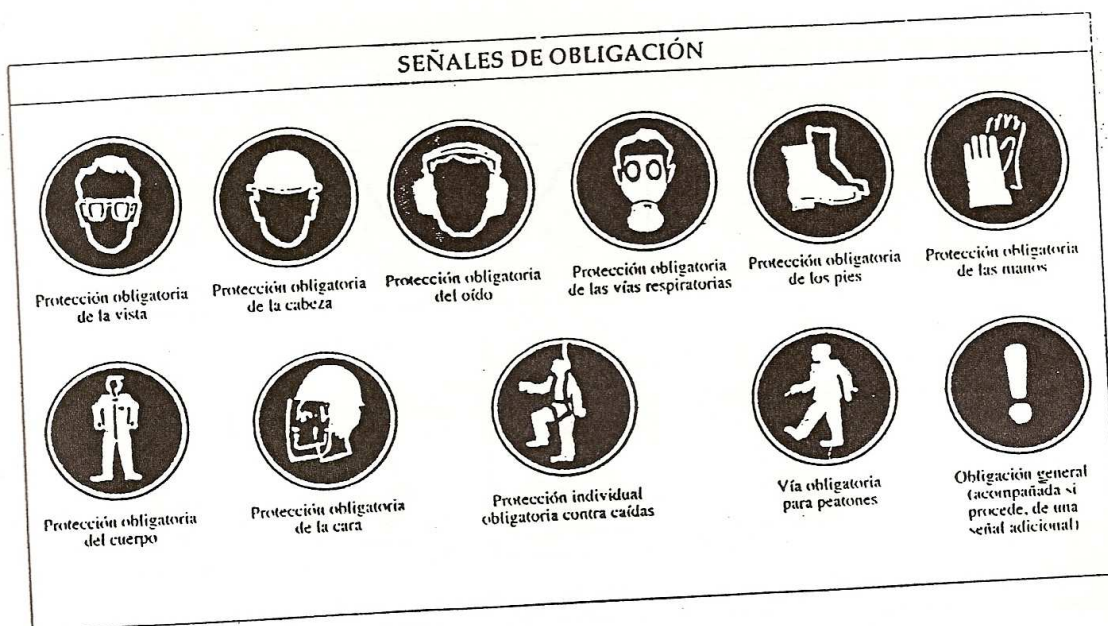 SEÑALES DE OBLIGACIÓN
Protección obligatoria
de la vista
Protección obligatoria
de la cabeza
Protección obligatoria
del oído
Protección obligatoria
de las vías respiratorias
Protección obligatoria
de los pies
Protección obligatoria
de las manos
Protección obligatoria
del cuerpo
Protección obligatoria
de la cara
Protección individual
obligatoria contra caídas
Vía obligatoria
para peatones
Obligación general
(acompañada si
procede, de una
señal adicional)